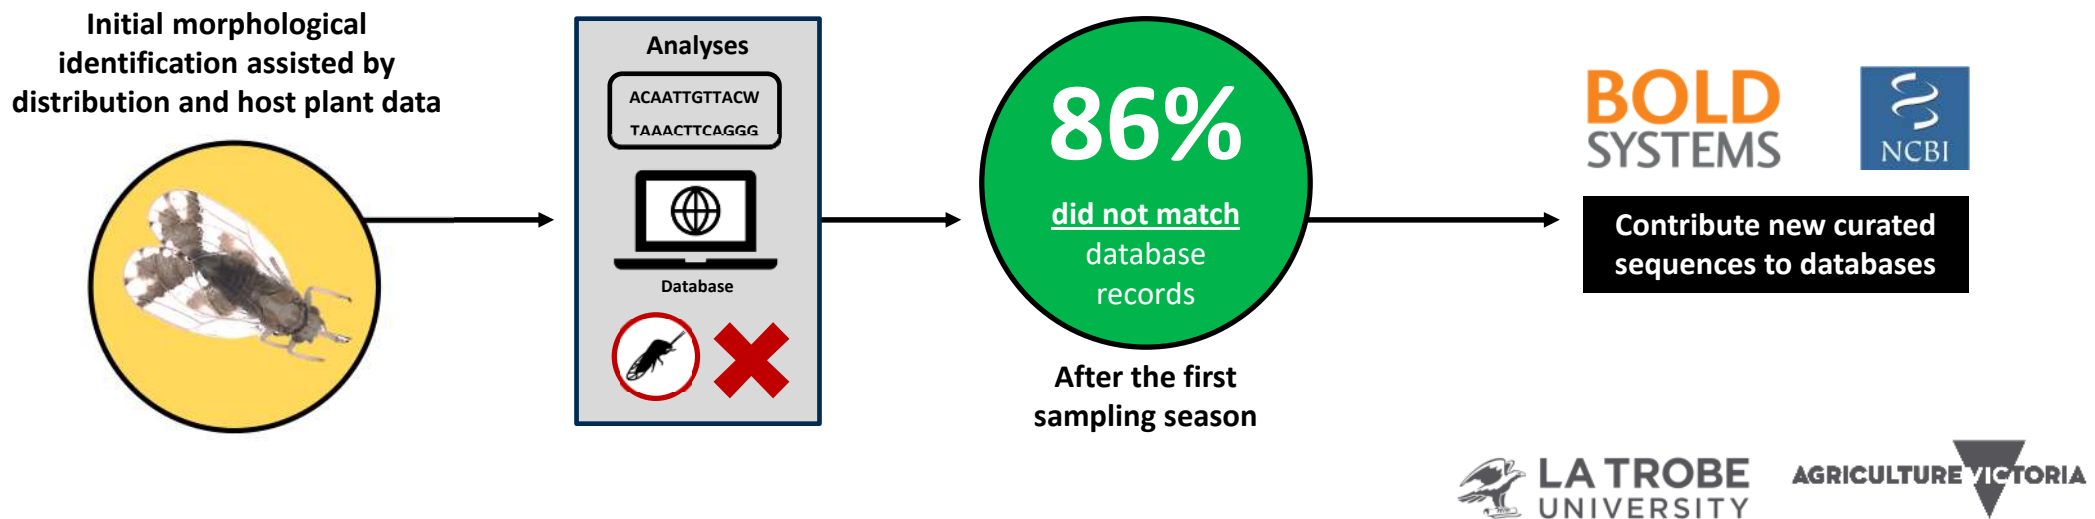 Initial morphological
identification assisted by
distribution and host plant data
Analyses
ACAATTGTTACW
TAAACTTCAGGG
Database
86%
did not match
database
records
After the first
sampling season
BOLD
SYSTEMS
NCBI
Contribute new curated
sequences to databases
LA TROBE
UNIVERSITY
AGRICULTURE VICTORIA